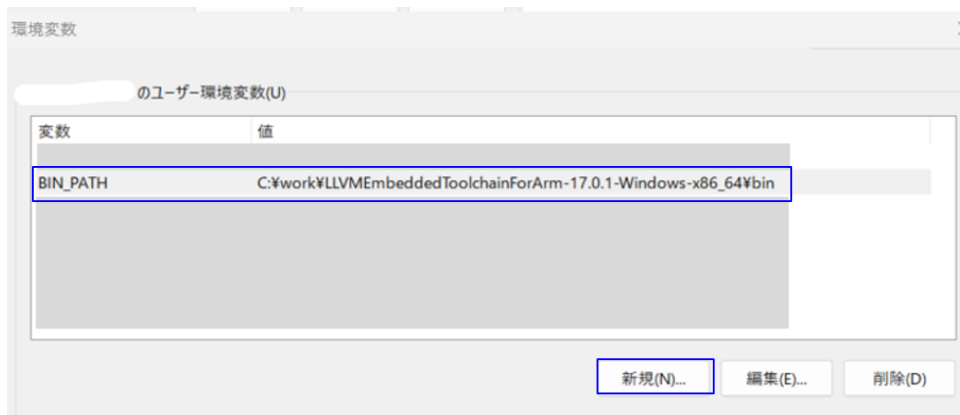 環境変数
のユーザー環境変数(U)
変数 値
BIN_PATH C:¥work¥LLVMEmbeddedToolchainForArm-17.0.1-Windows-x86_64¥bin
新規(N)... 編集(E)... 削除(D)